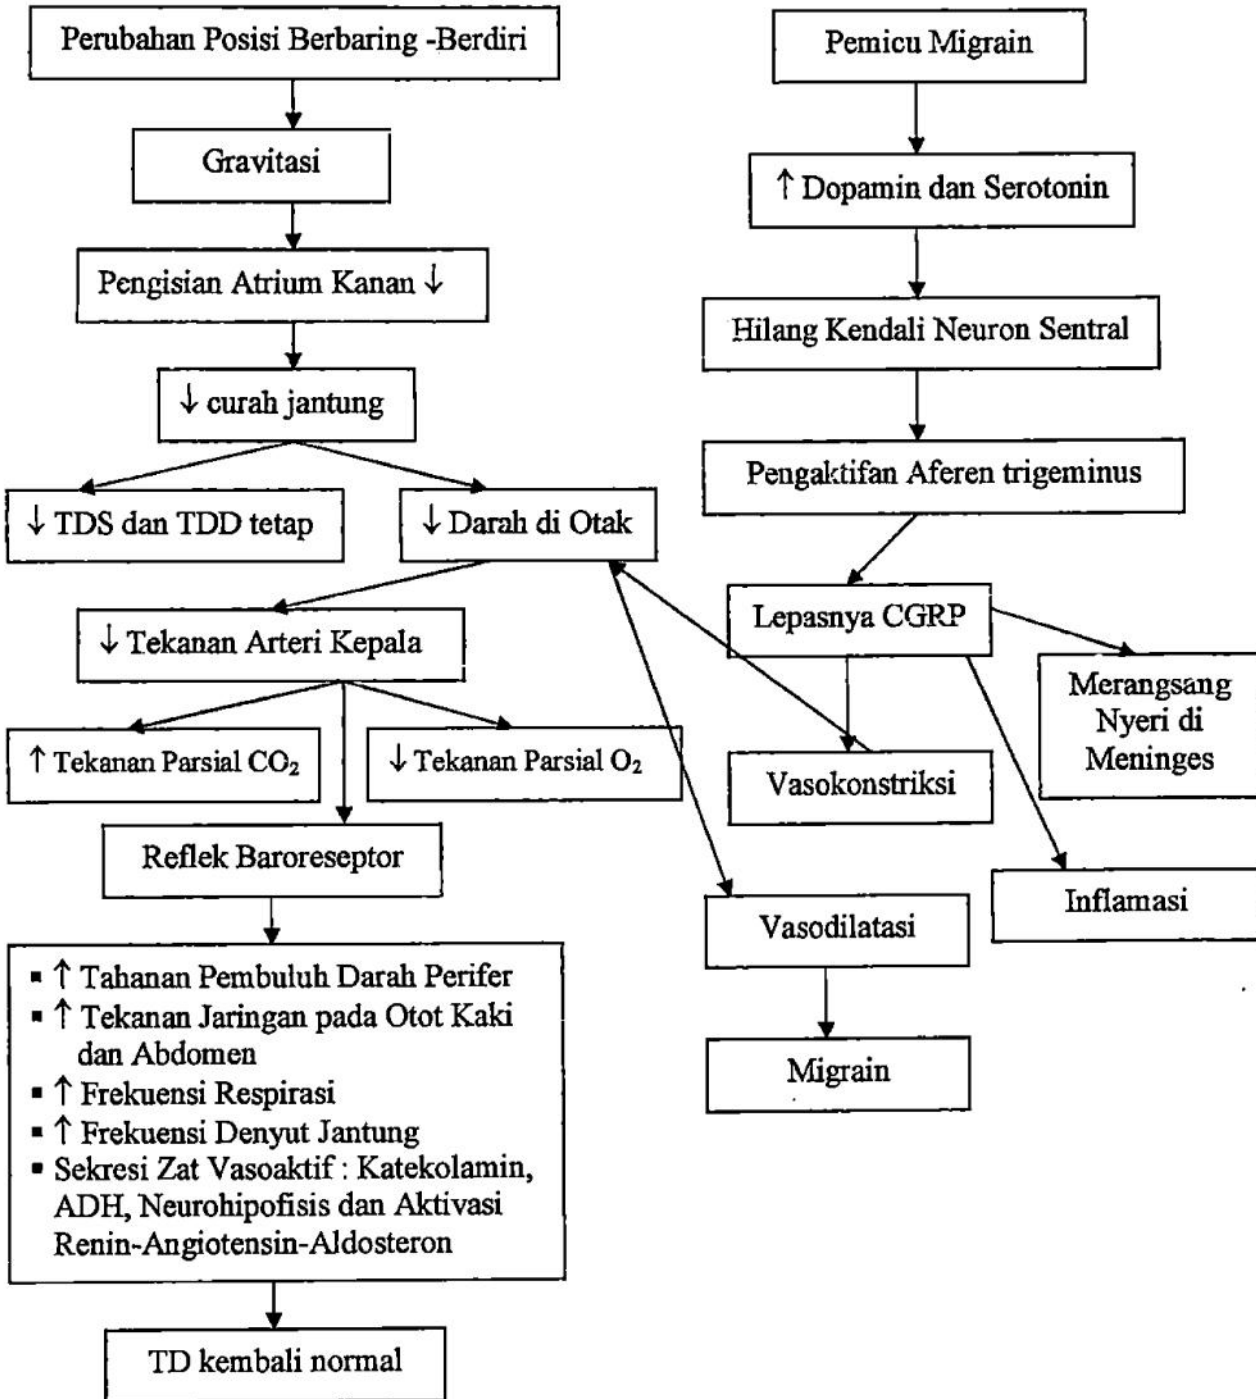 Perubahan Posisi Berbaring -Berdiri
Gravitasi
Pengisian Atrium Kanan ↓
↓ curah jantung
↓ TDS dan TDD tetap
↓ Darah di Otak
↓ Tekanan Arteri Kepala
↑ Tekanan Parsial CO₂
↓ Tekanan Parsial O₂
Reflek Baroreseptor
▪ ↑ Tahanan Pembuluh Darah Perifer
▪ ↑ Tekanan Jaringan pada Otot Kaki
dan Abdomen
▪ ↑ Frekuensi Respirasi
▪ ↑ Frekuensi Denyut Jantung
▪ Sekresi Zat Vasoaktif : Katekolamin,
ADH, Neurohipofisis dan Aktivasi
Renin-Angiotensin-Aldosteron
TD kembali normal
Pemicu Migrain
↑ Dopamin dan Serotonin
Hilang Kendali Neuron Sentral
Pengaktifan Aferen trigeminus
Lepasnya CGRP
Merangsang
Nyeri di
Meninges
Vasokonstriksi
Inflamasi
Vasodilatasi
Migrain